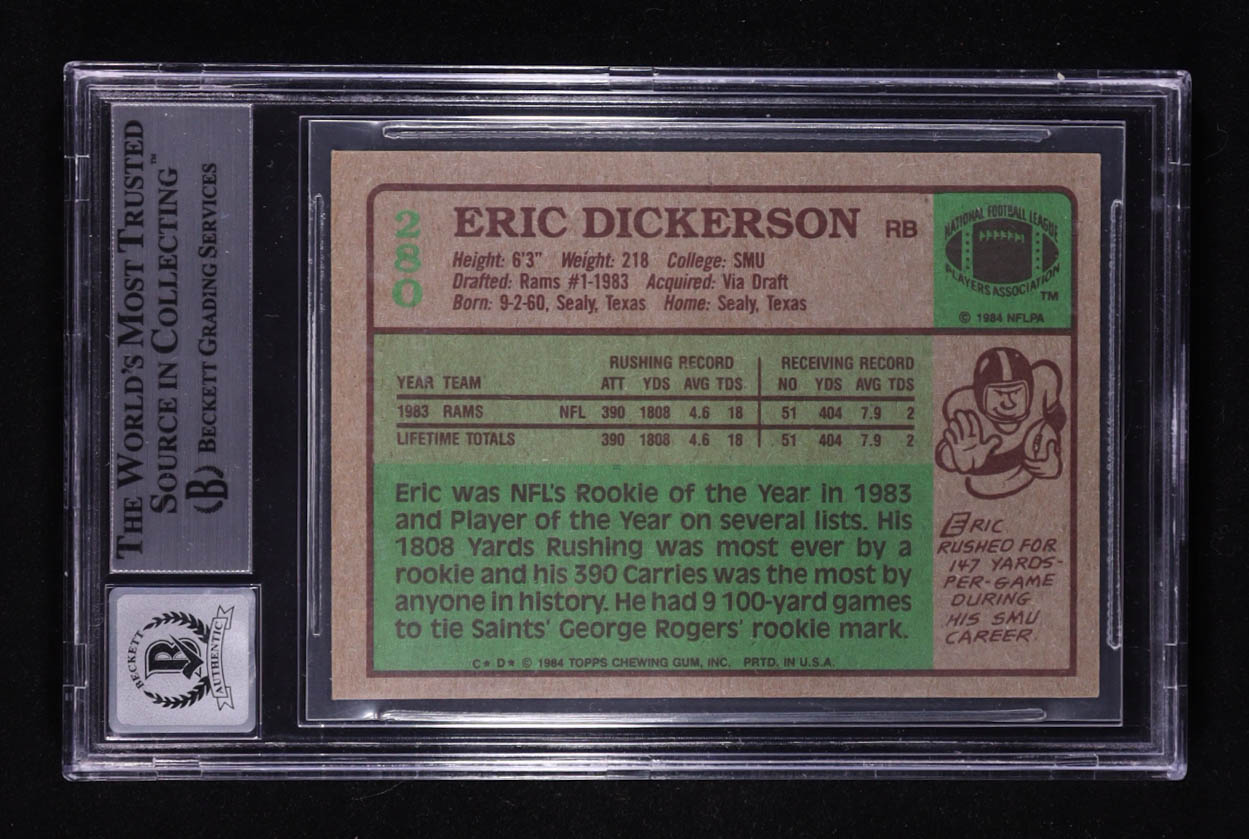 THE WORLD'S MOST TRUSTED
SOURCE IN COLLECTING™
BECKETT GRADING SERVICES
B
BECKETT
B
AUTHENTIC
280
ERIC DICKERSON RB
Height: 6'3" Weight: 218 College: SMU
Drafted: Rams #1-1983 Acquired: Via Draft
Born: 9-2-60, Sealy, Texas Home: Sealy, Texas
NATIONAL FOOTBALL LEAGUE
PLAYERS ASSOCIATION
TM
© 1984 NFLPA
RUSHING RECORD RECEIVING RECORD
YEAR TEAM ATT YDS AVG TDS NO YDS AVG TDS
1983 RAMS NFL 390 1808 4.6 18 51 404 7.9 2
LIFETIME TOTALS 390 1808 4.6 18 51 404 7.9 2
Eric was NFL's Rookie of the Year in 1983
and Player of the Year on several lists. His
1808 Yards Rushing was most ever by a
rookie and his 390 Carries was the most by
anyone in history. He had 9 100-yard games
to tie Saints' George Rogers' rookie mark.
ERIC
RUSHED FOR
147 YARDS-
PER-GAME
DURING
HIS SMU
CAREER.
C* D* © 1984 TOPPS CHEWING GUM, INC. PRTD. IN U.S.A.